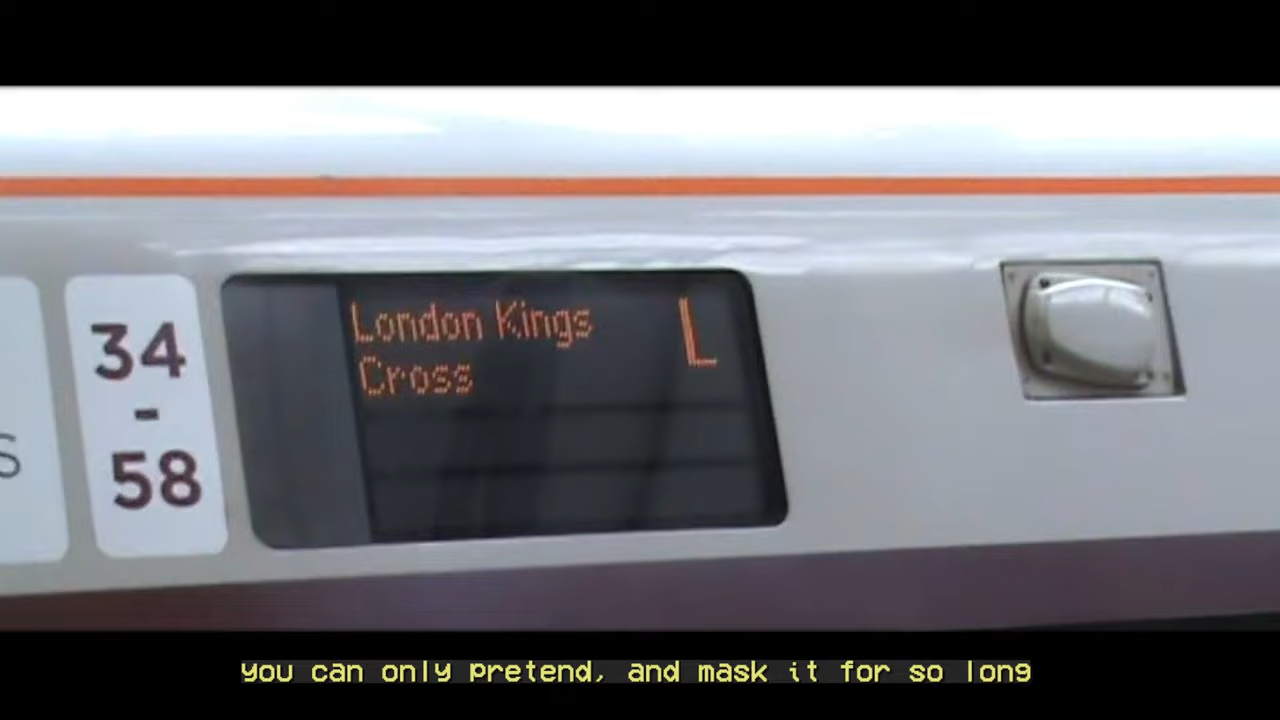 S
34
-
58
London Kings
Cross
L
you can only pretend, and mask it for so long